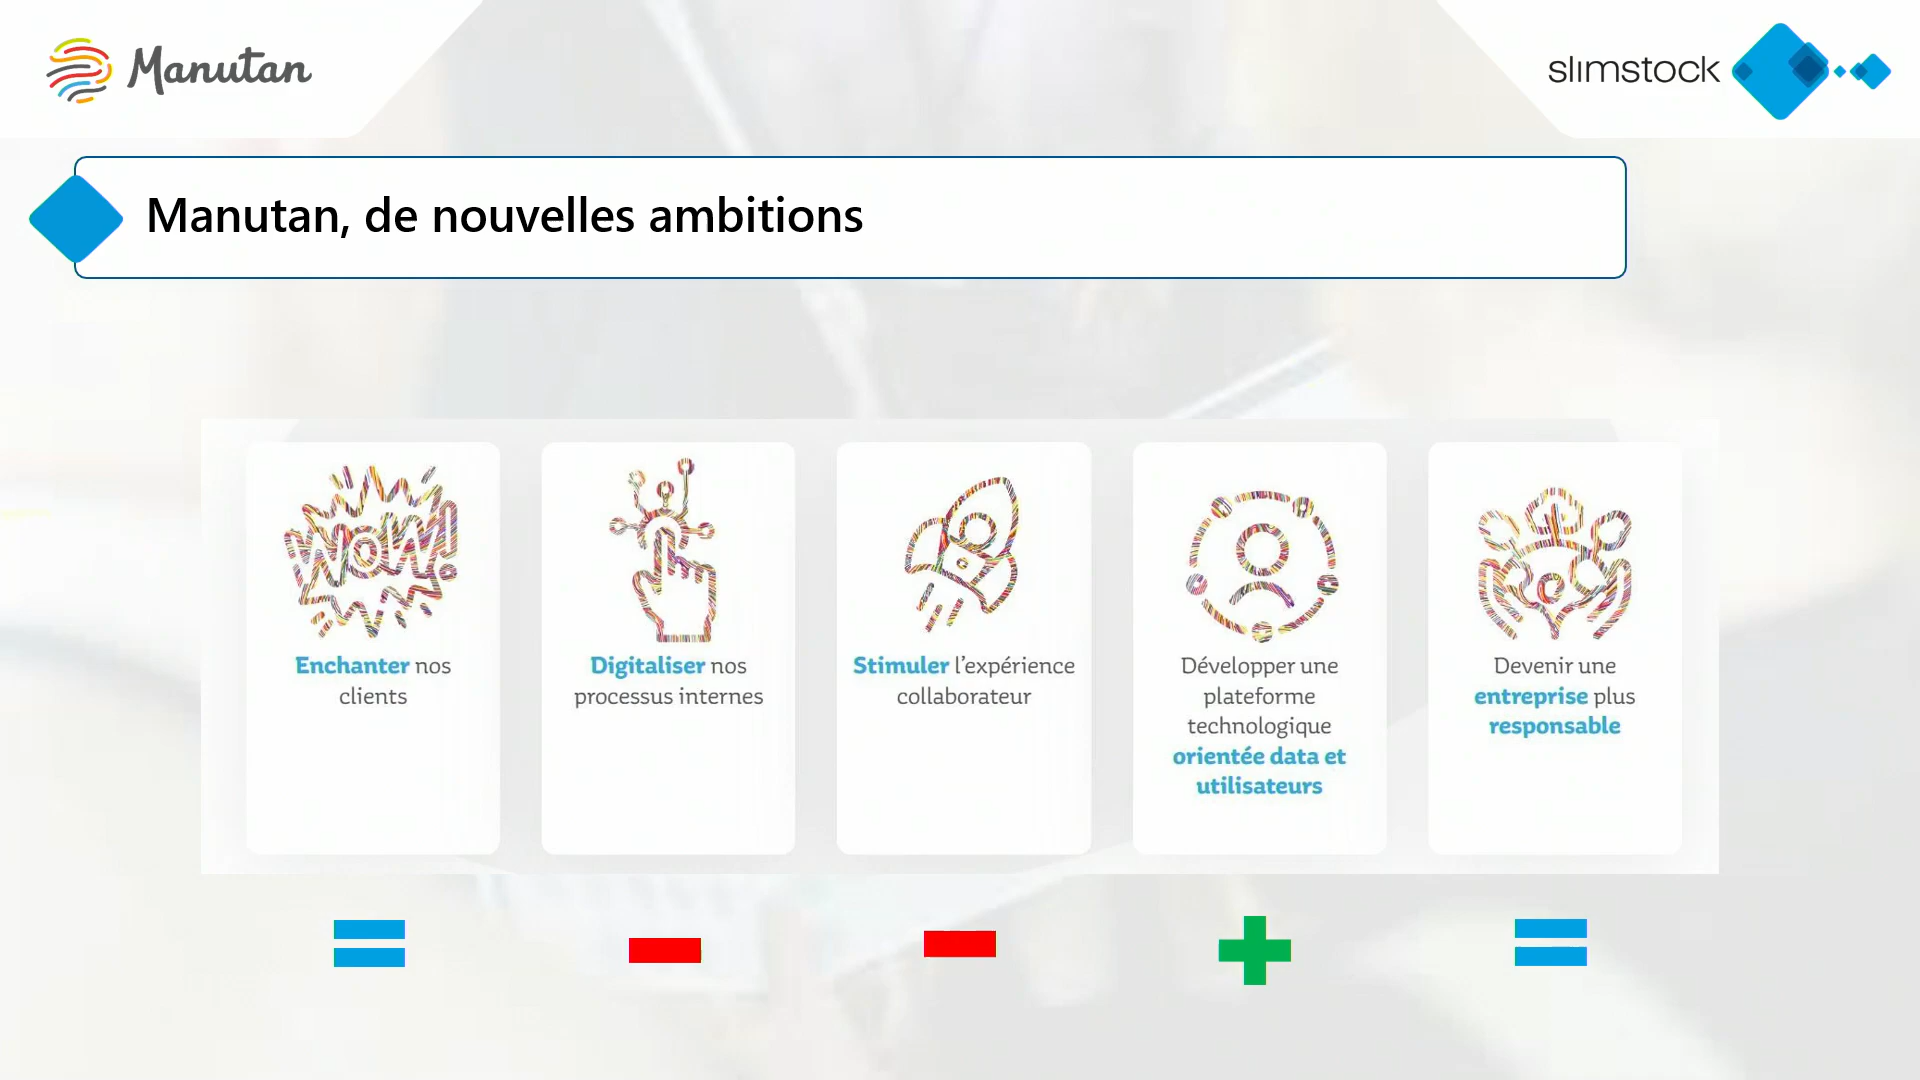 Manutan
slimstock
Manutan, de nouvelles ambitions
WOW!
Enchanter nos
clients
Digitaliser nos
processus internes
Stimuler l'expérience
collaborateur
Développer une
plateforme
technologique
orientée data et
utilisateurs
Devenir une
entreprise plus
responsable